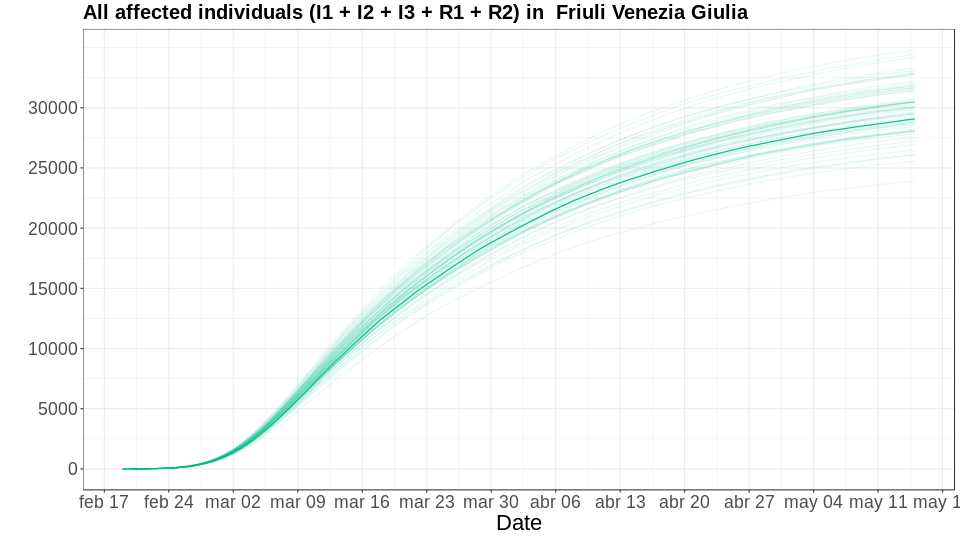 All affected individuals (I1 + I2 + I3 + R1 + R2) in  Friuli Venezia Giulia
30000
25000
20000
15000
10000
5000
0
feb 17 feb 24 mar 02 mar 09 mar 16 mar 23 mar 30 abr 06 abr 13 abr 20 abr 27 may 04 may 11 may 1
Date